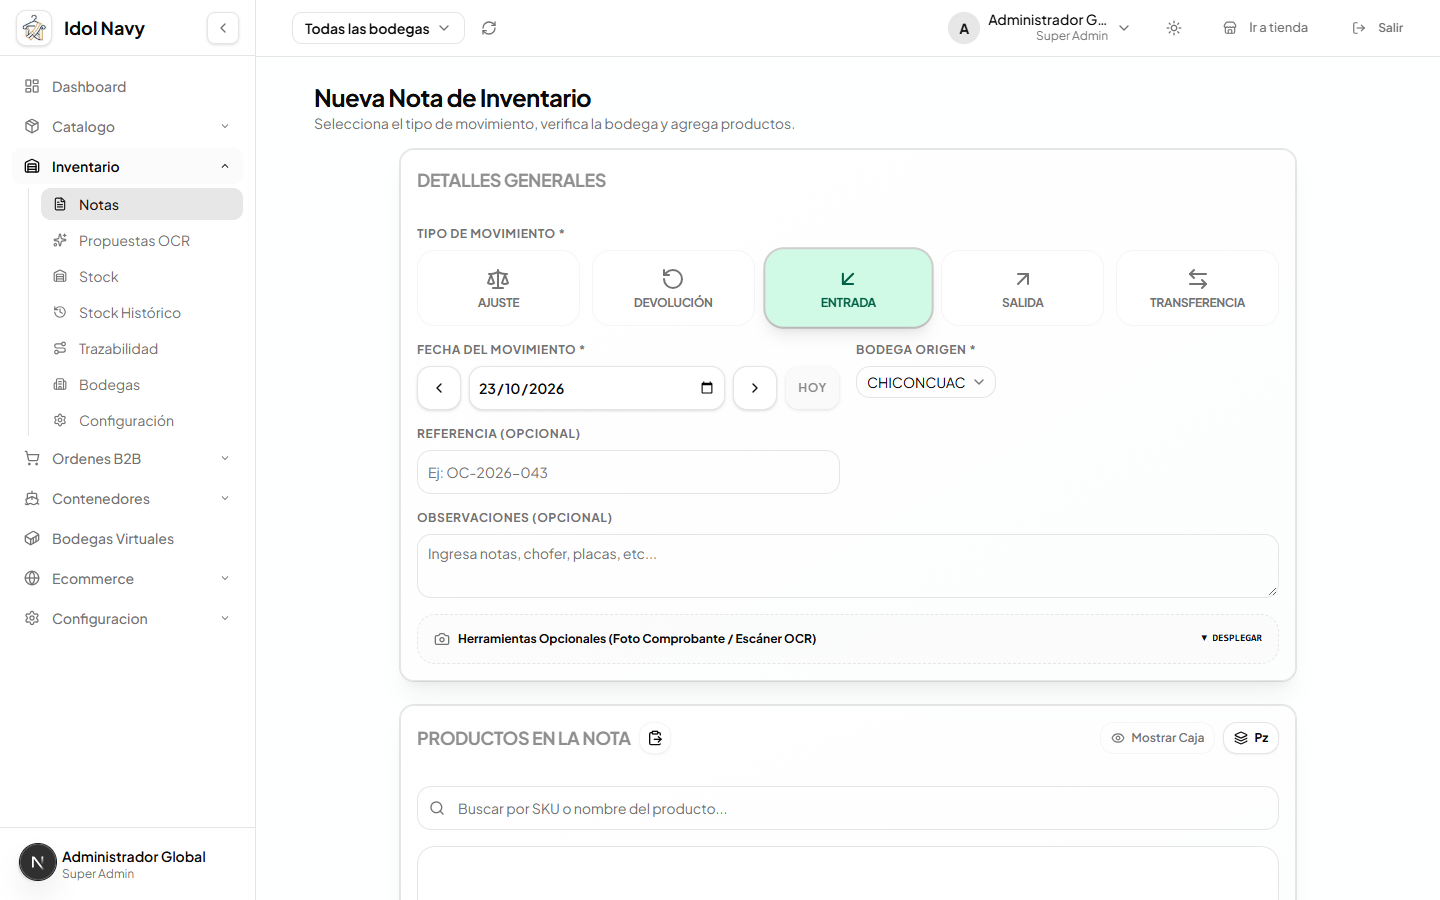 Idol Navy
Todas las bodegas
A
Administrador G...
Super Admin
Ir a tienda
Salir
Dashboard
Catalogo
Inventario
Notas
Propuestas OCR
Stock
Stock Histórico
Trazabilidad
Bodegas
Configuración
Ordenes B2B
Contenedores
Bodegas Virtuales
Ecommerce
Configuracion
N
Administrador Global
Super Admin
Nueva Nota de Inventario
Selecciona el tipo de movimiento, verifica la bodega y agrega productos.
DETALLES GENERALES
TIPO DE MOVIMIENTO *
AJUSTE
DEVOLUCIÓN
ENTRADA
SALIDA
TRANSFERENCIA
FECHA DEL MOVIMIENTO *
BODEGA ORIGEN *
23/10/2026
HOY
CHICONCUAC
REFERENCIA (OPCIONAL)
Ej: OC-2026-043
OBSERVACIONES (OPCIONAL)
Ingresa notas, chofer, placas, etc...
Herramientas Opcionales (Foto Comprobante / Escáner OCR)
▼ DESPLEGAR
PRODUCTOS EN LA NOTA
Mostrar Caja
Pz
Buscar por SKU o nombre del producto...